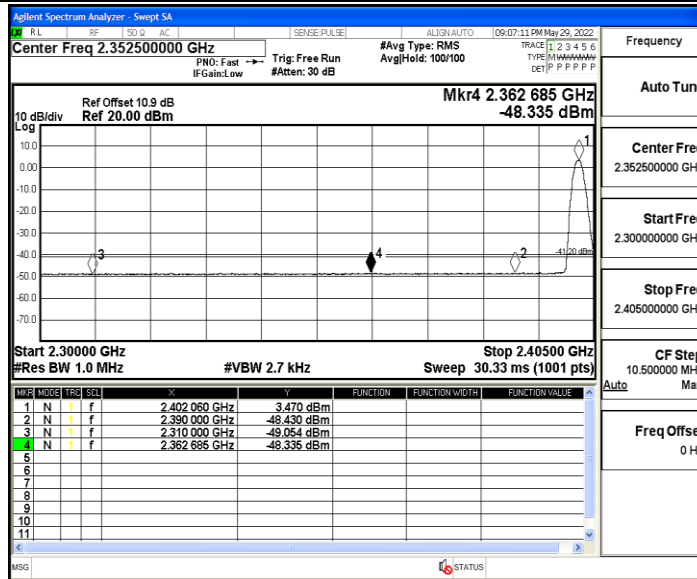 Agilent Spectrum Analyzer - Swept SA
RL RF 50 Ω AC SENSE:PULSE ALIGN AUTO 09:07:11 PM May 29, 2022
Center Freq 2.352500000 GHz
PNO: Fast
IFGain:Low
Trig: Free Run
#Atten: 30 dB
#Avg Type: RMS
Avg|Hold: 100/100
TRACE 1 2 3 4 5 6
TYPE MWWWWW
DET P P P P P P
Ref Offset 10.9 dB
10 dB/div Ref 20.00 dBm
Log
Mkr4 2.362 685 GHz
-48.335 dBm
10.0
0.00
-10.0
-20.0
-30.0
-40.0
-50.0
-60.0
-70.0
1
2
3
4
-41.20 dBm
Start 2.30000 GHz Stop 2.40500 GHz
#Res BW 1.0 MHz #VBW 2.7 kHz Sweep 30.33 ms (1001 pts)
MKR MODE TRC SCL X Y FUNCTION FUNCTION WIDTH FUNCTION VALUE
1 N 1 f 2.402 060 GHz 3.470 dBm
2 N 1 f 2.390 000 GHz -48.430 dBm
3 N 1 f 2.310 000 GHz -49.054 dBm
4 N 1 f 2.362 685 GHz -48.335 dBm
5
6
7
8
9
10
11
MSG STATUS
Frequency
Auto Tun
Center Fre
2.352500000 GH
Start Fre
2.300000000 GH
Stop Fre
2.405000000 GH
CF Step
10.500000 MH
Auto Ma
Freq Offse
0 H